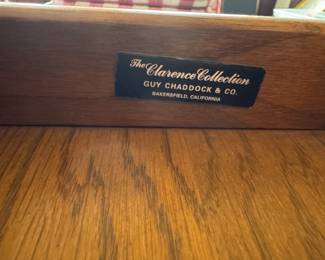 The Clarence Collection
GUY CHADDOCK & CO.
BAKERSFIELD, CALIFORNIA